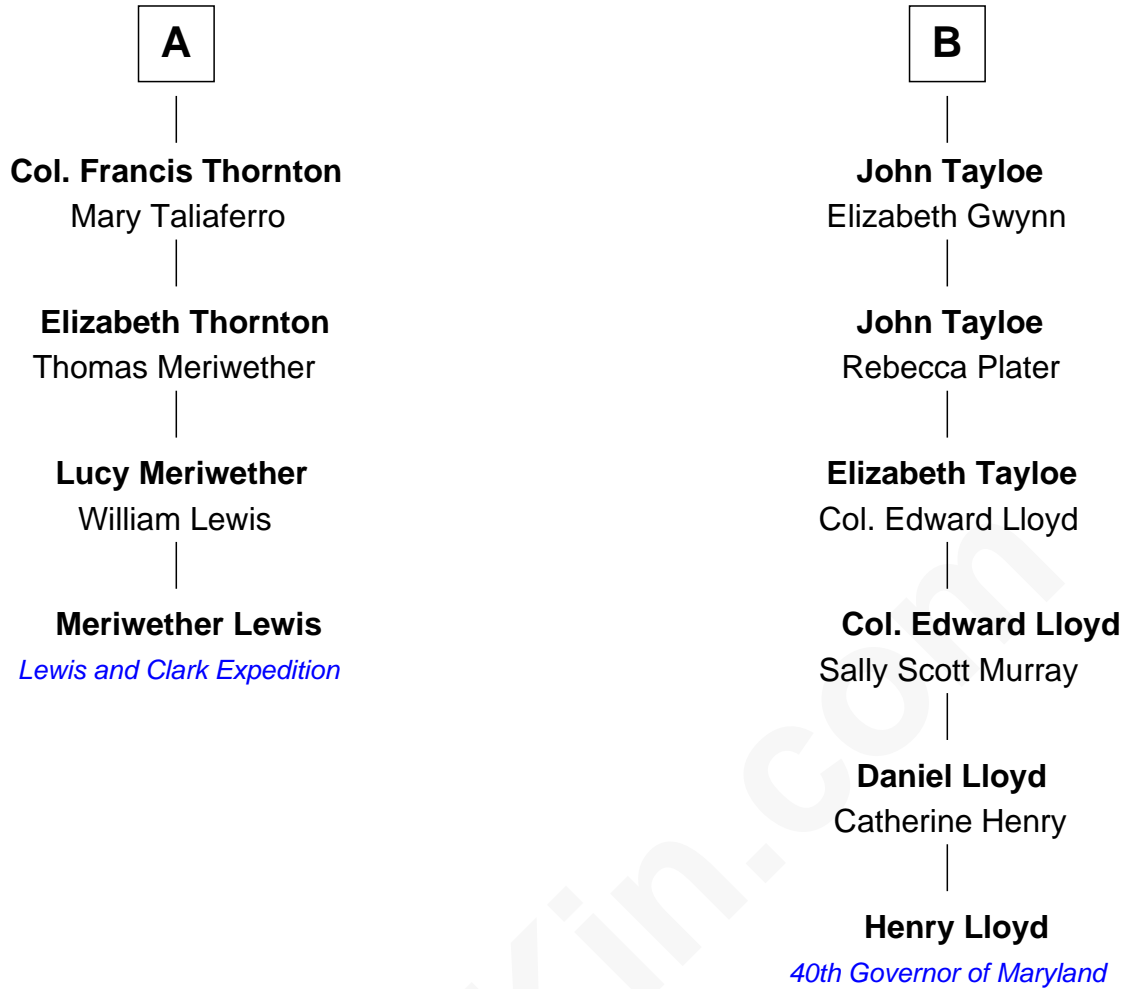 A
Col. Francis Thornton
Mary Taliaferro
Elizabeth Thornton
Thomas Meriwether
Lucy Meriwether
William Lewis
Meriwether Lewis
Lewis and Clark Expedition
B
John Tayloe
Elizabeth Gwynn
John Tayloe
Rebecca Plater
Elizabeth Tayloe
Col. Edward Lloyd
Col. Edward Lloyd
Sally Scott Murray
Daniel Lloyd
Catherine Henry
Henry Lloyd
40th Governor of Maryland